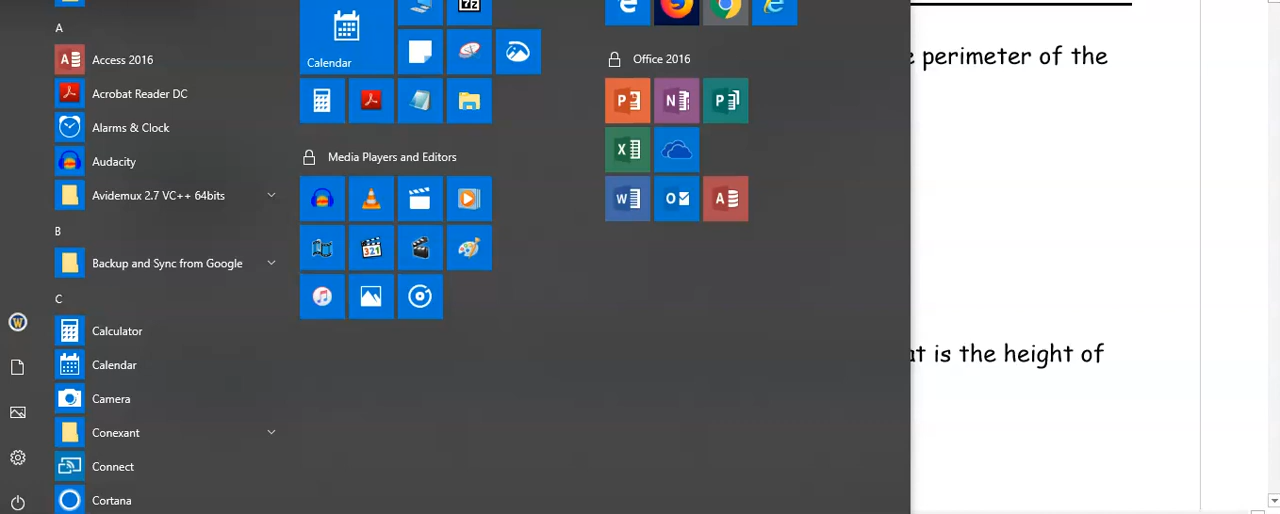 A
Access 2016
Acrobat Reader DC
Alarms & Clock
Audacity
Avidemux 2.7 VC++ 64bits
B
Backup and Sync from Google
C
Calculator
Calendar
Camera
Conexant
Connect
Cortana
Calendar
Media Players and Editors
Office 2016
perimeter of the
is the height of